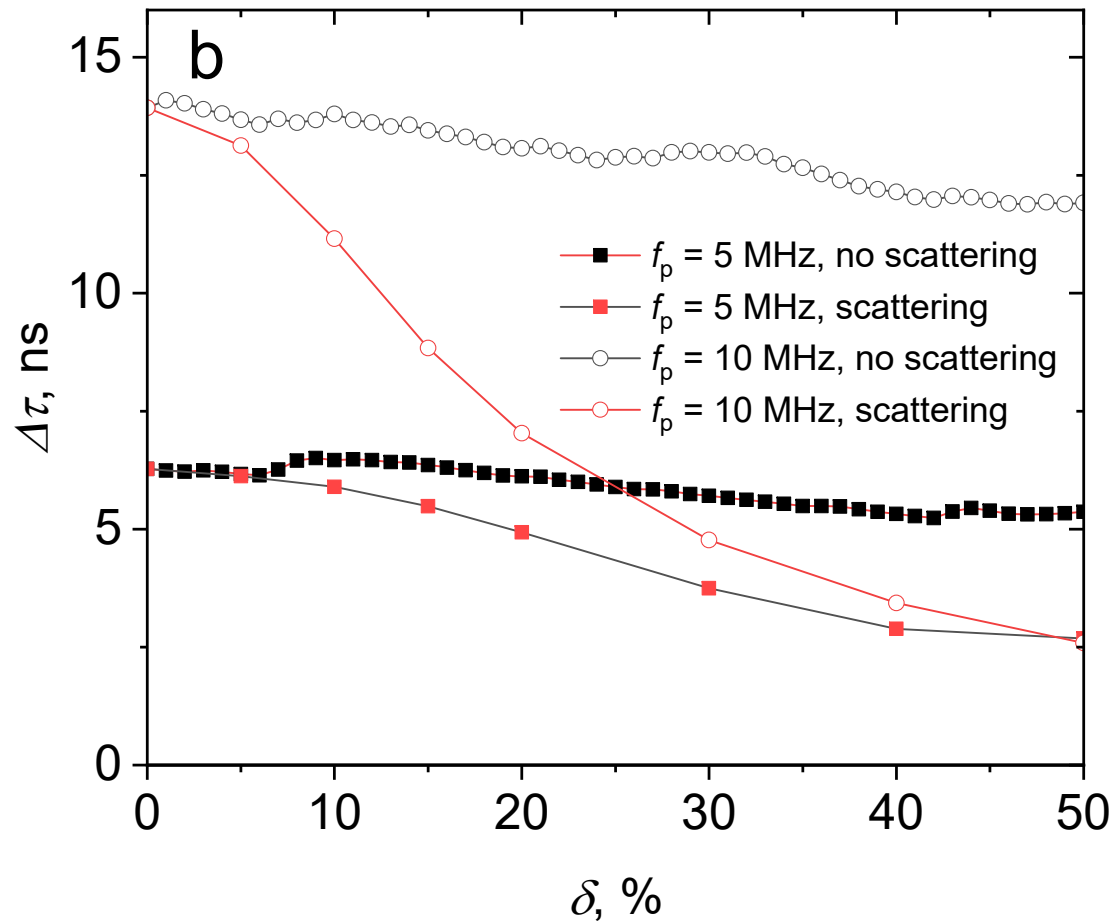 b
15
10
5
0
Δτ, ns
fp = 5 MHz, no scattering
fp = 5 MHz, scattering
fp = 10 MHz, no scattering
fp = 10 MHz, scattering
0 10 20 30 40 50
δ, %